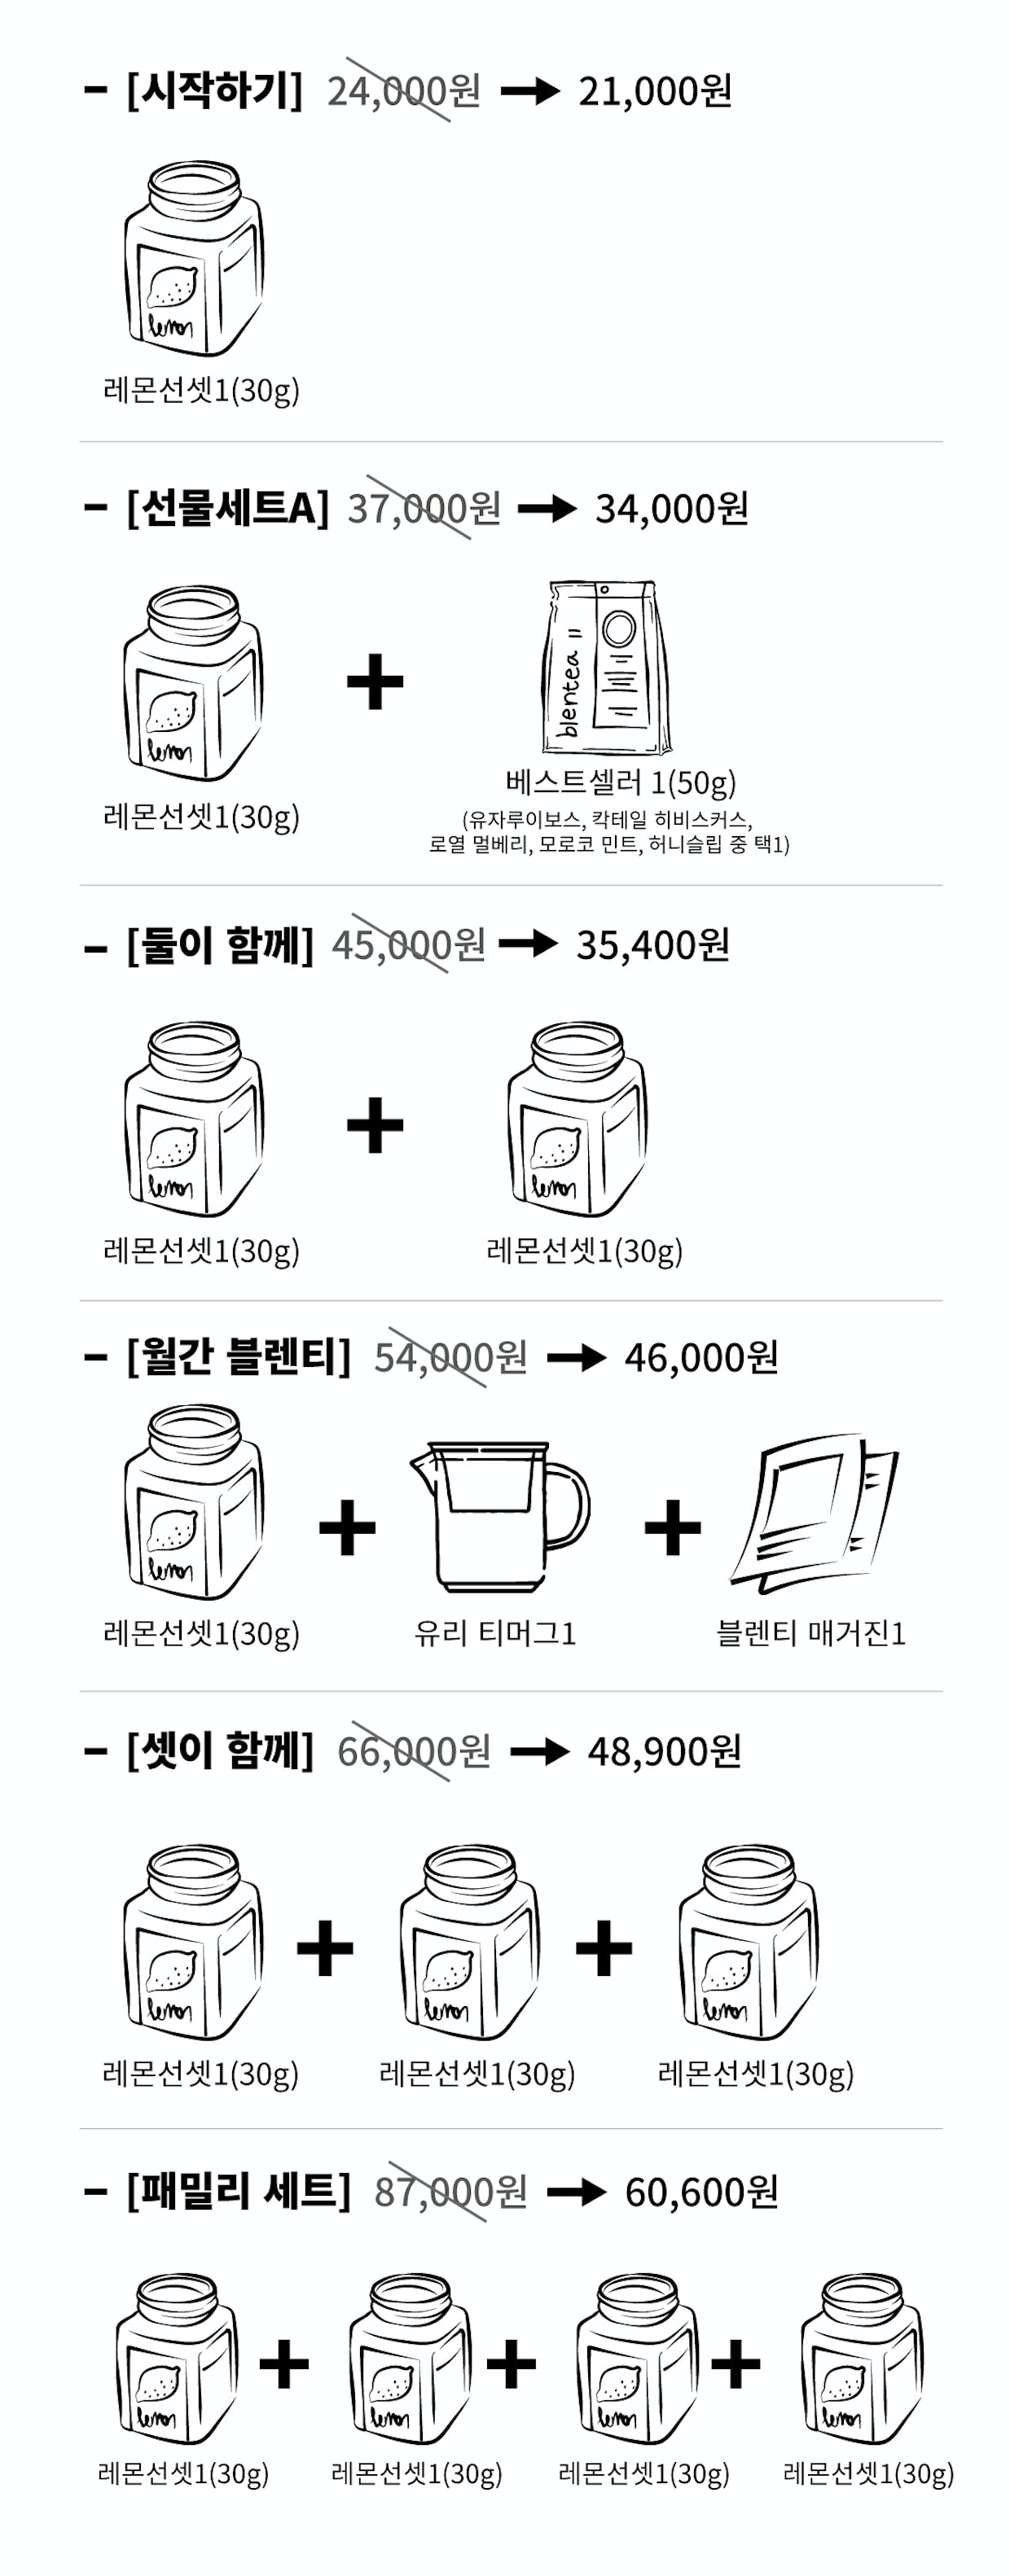 – [시작하기] 24,000원 → 21,000원
lemon
레몬선셋1(30g)
– [선물세트A] 37,000원 → 34,000원
lemon
+
blentea
레몬선셋1(30g)
베스트셀러 1(50g)
(유자루이보스, 칵테일 히비스커스,
로열 멀베리, 모로코 민트, 허니슬립 중 택1)
– [둘이 함께] 45,000원 → 35,400원
lemon + lemon
레몬선셋1(30g) 레몬선셋1(30g)
– [월간 블렌티] 54,000원 → 46,000원
lemon + +
레몬선셋1(30g) 유리 티머그1 블렌티 매거진1
– [셋이 함께] 66,000원 → 48,900원
lemon + lemon + lemon
레몬선셋1(30g) 레몬선셋1(30g) 레몬선셋1(30g)
– [패밀리 세트] 87,000원 → 60,600원
lemon + lemon + lemon + lemon
레몬선셋1(30g) 레몬선셋1(30g) 레몬선셋1(30g) 레몬선셋1(30g)